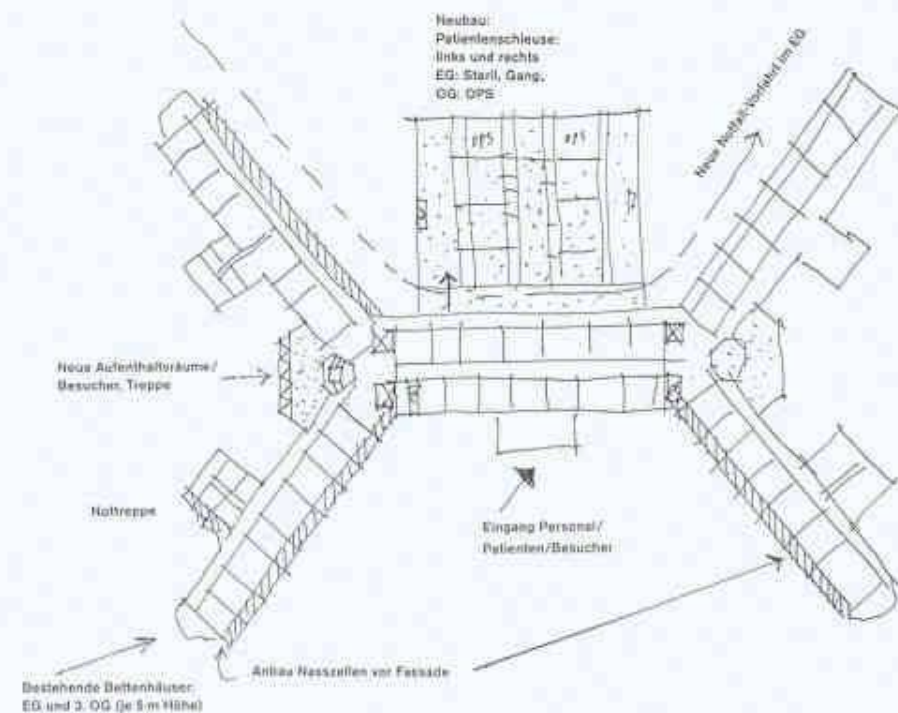 Neubau:
Patientenschleuse:
links und rechts
EG: Steril, Gang,
OG: OPS
OPS
OPS
Neue Notfall-Vorfahrt im EG
Neue Aufenthaltsräume/
Besucher, Treppe
Nottreppe
Eingang Personal/
Patienten/Besucher
Anbau Nasszellen vor Fassade
Bestehende Bettenhäuser:
EG und 3. OG (je 5 m Höhe)